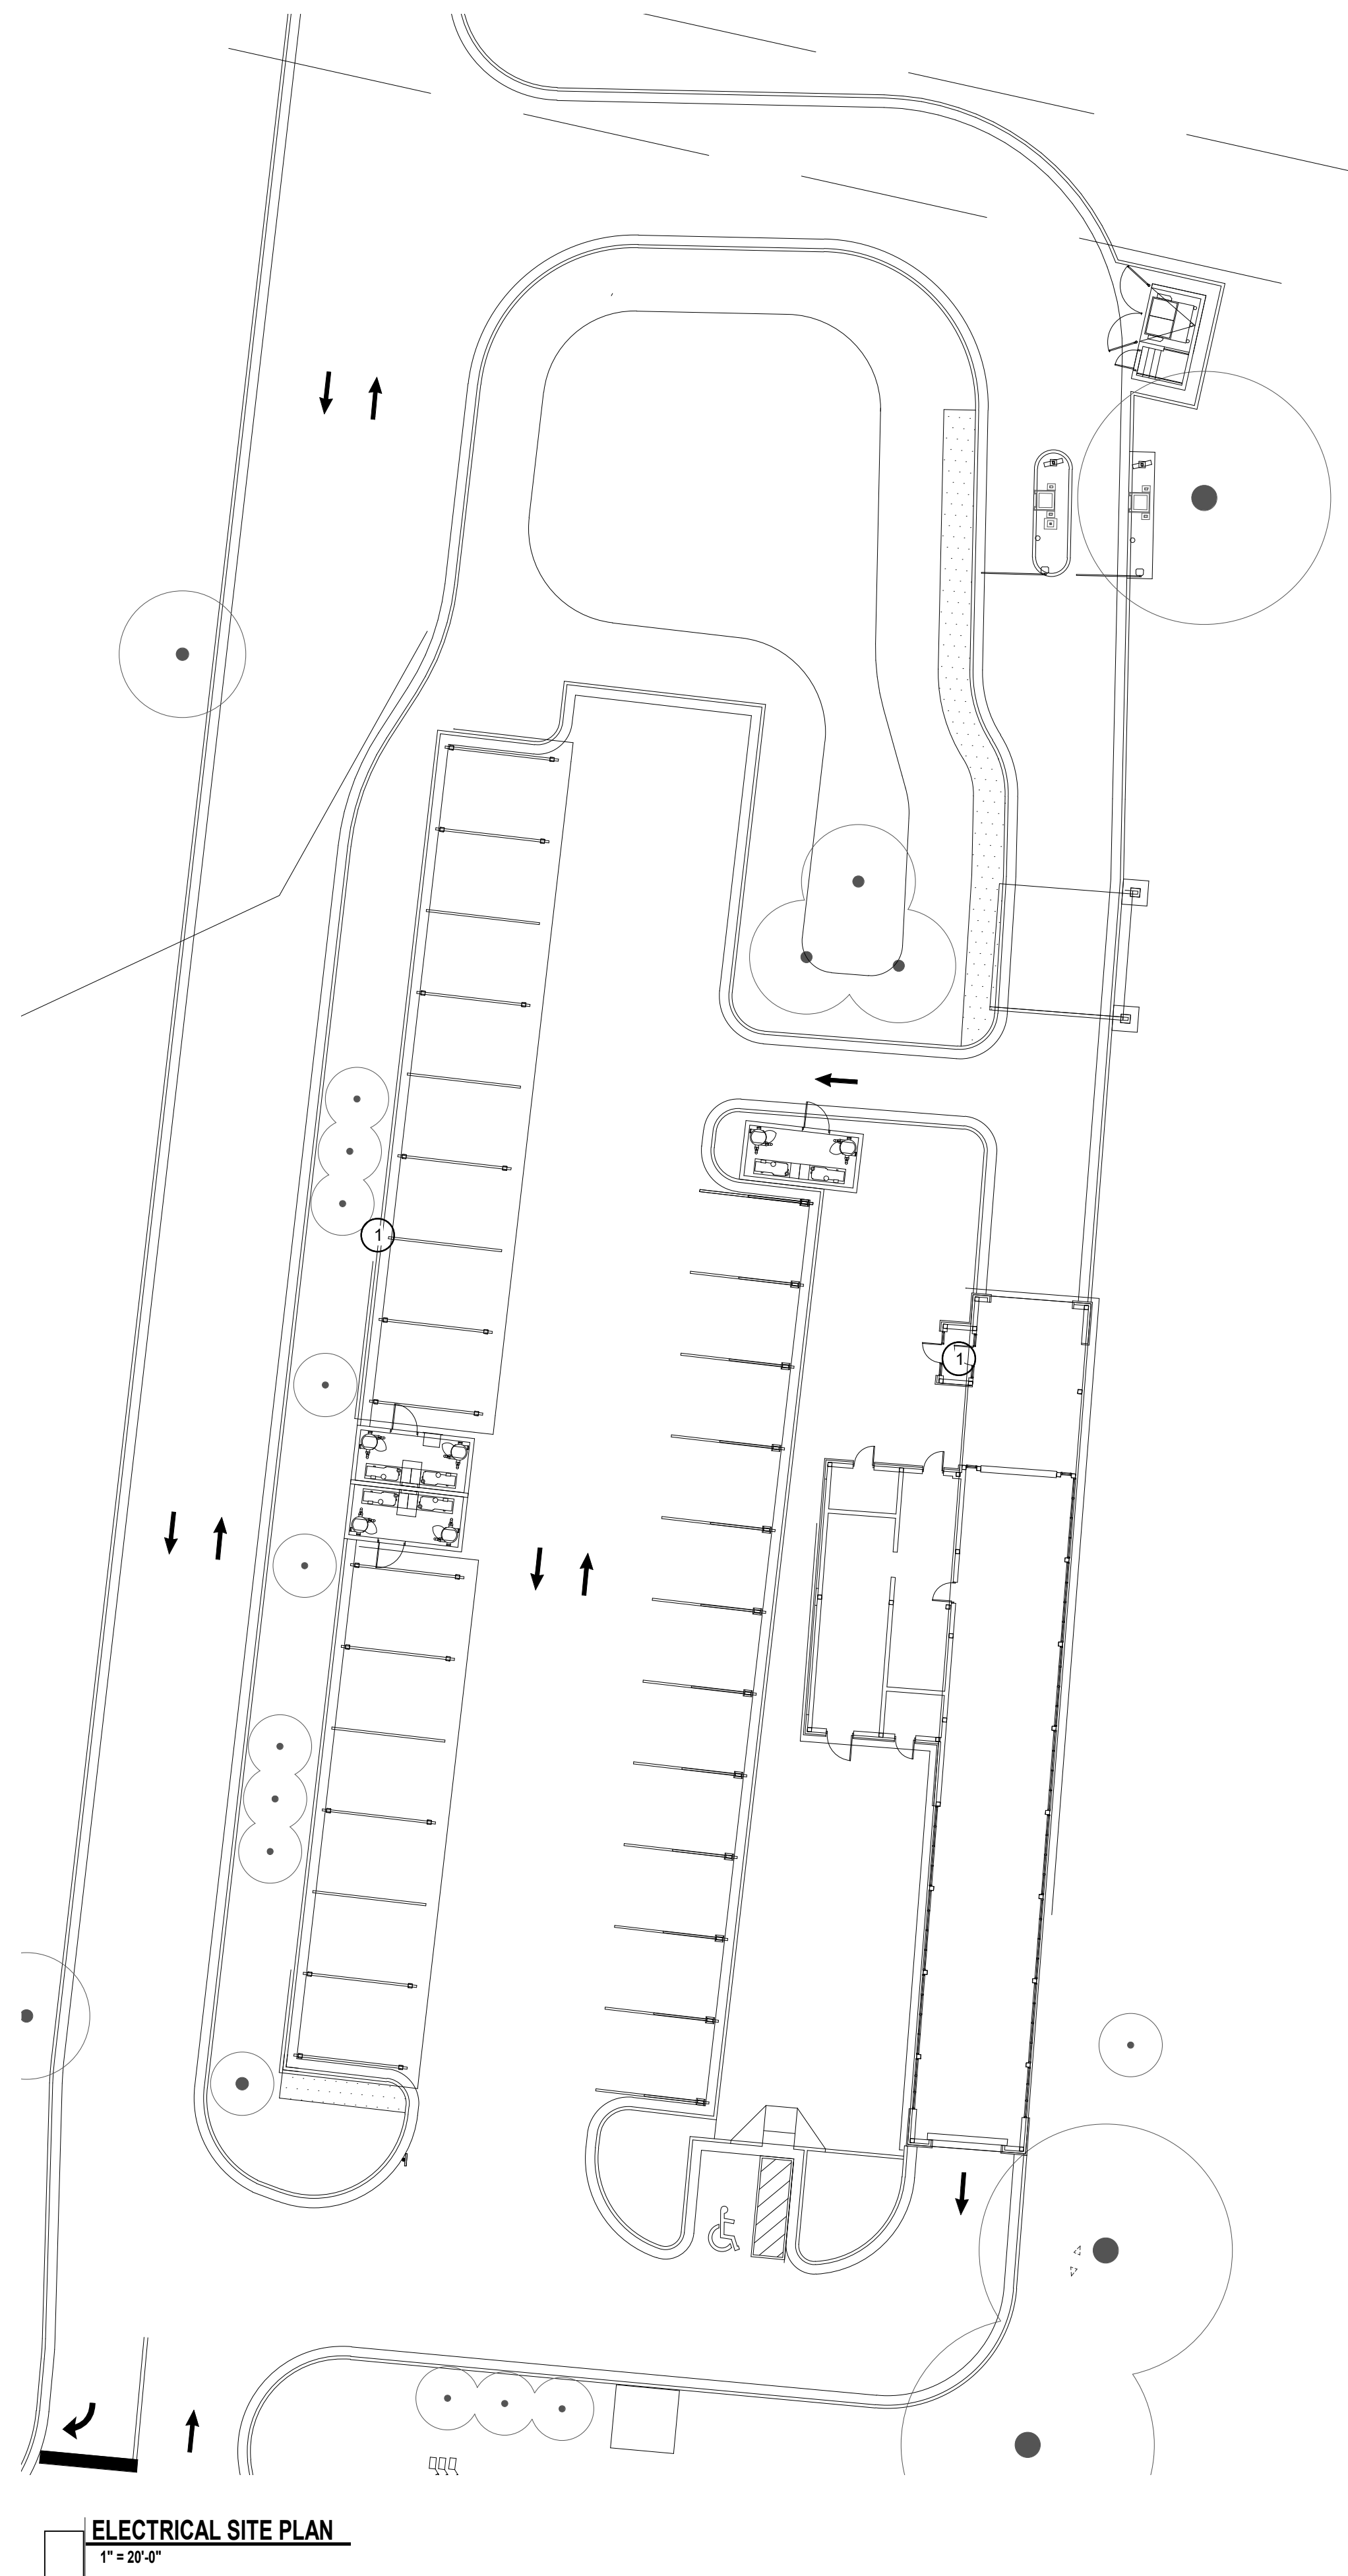 1
1
ELECTRICAL SITE PLAN
1" = 20'-0"